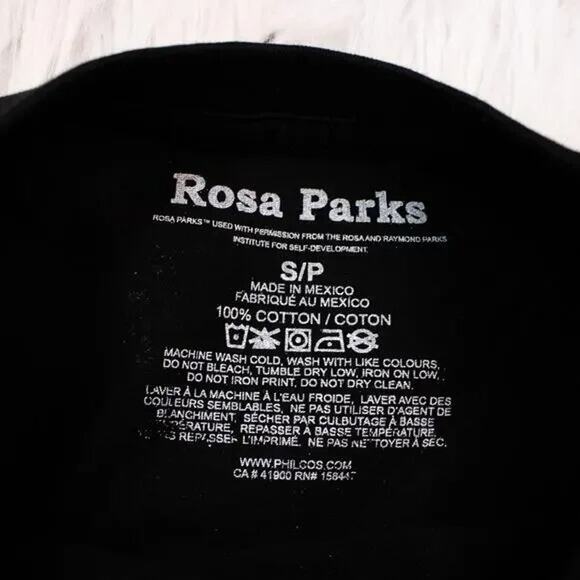 Rosa Parks
ROSA PARKS™ USED WITH PERMISSION FROM THE ROSA AND RAYMOND PARKS
INSTITUTE FOR SELF-DEVELOPMENT.
S/P
MADE IN MEXICO
FABRIQUÉ AU MEXICO
100% COTTON / COTON
MACHINE WASH COLD, WASH WITH LIKE COLOURS,
DO NOT BLEACH, TUMBLE DRY LOW, IRON ON LOW,
DO NOT IRON PRINT, DO NOT DRY CLEAN.
LAVER À LA MACHINE À L'EAU FROIDE, LAVER AVEC DES
COULEURS SEMBLABLES, NE PAS UTILISER D'AGENT DE
BLANCHIMENT, SÉCHER PAR CULBUTAGE À BASSE
REPASSER À BASSE TEMPÉRATURE,
REPASSER L'IMPRIMÉ. NE PAS NETTOYER À SEC.
WWW.PHILCOS.COM
CA # 41900 RN#